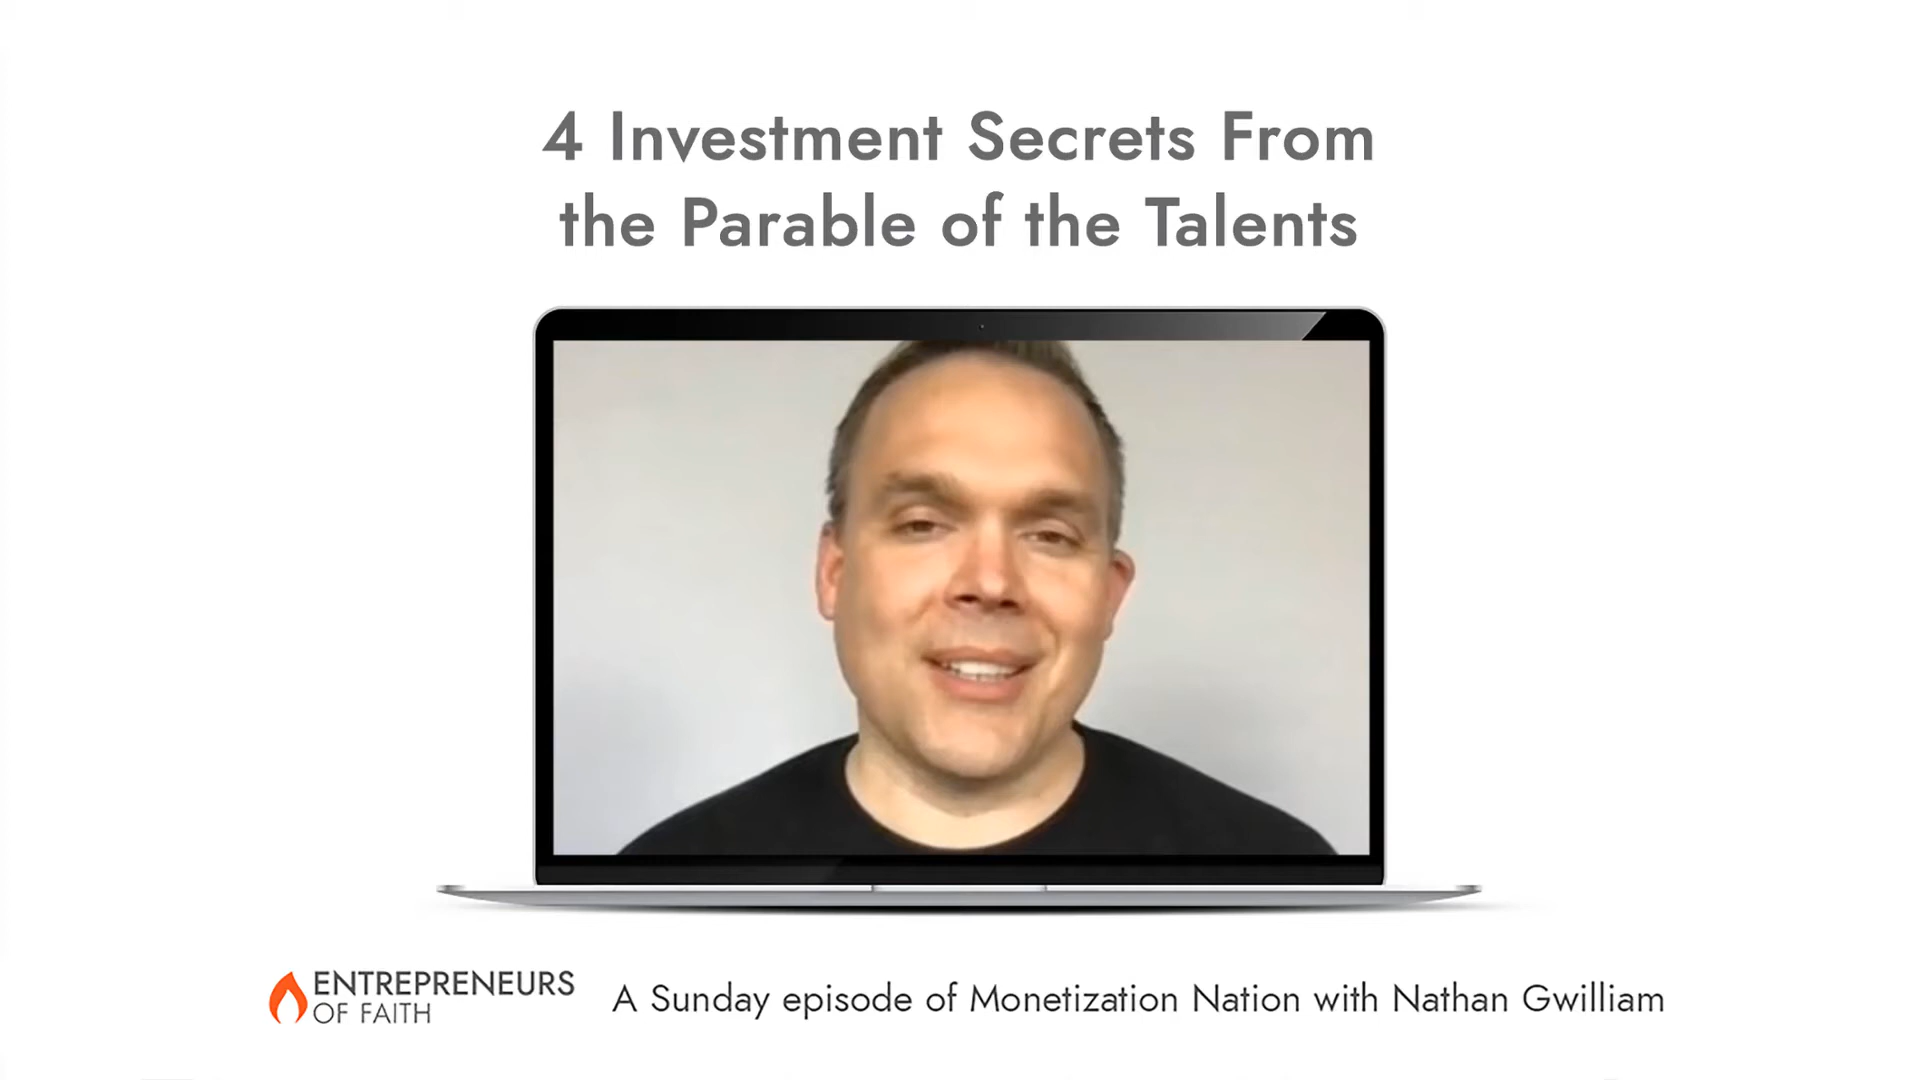 4 Investment Secrets From
the Parable of the Talents
ENTREPRENEURS
OF FAITH
A Sunday episode of Monetization Nation with Nathan Gwilliam